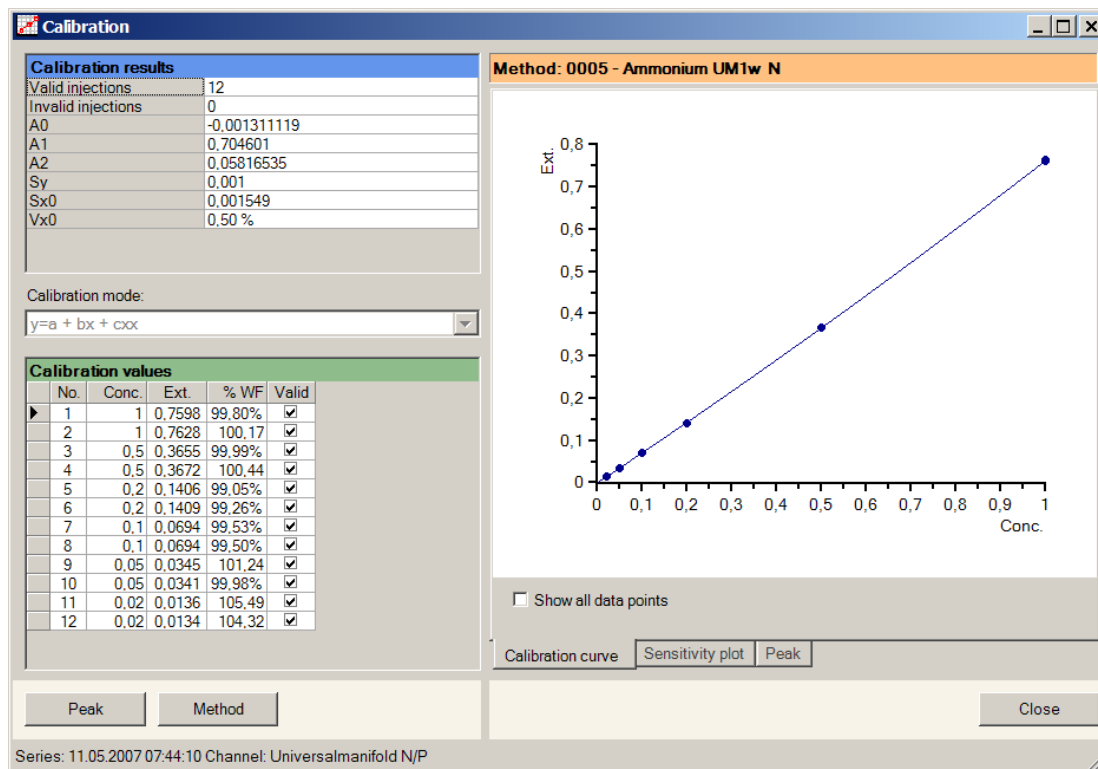 Calibration
Calibration results
Valid injections 12
Invalid injections 0
A0 -0,001311119
A1 0,704601
A2 0,05816535
Sy 0,001
Sx0 0,001549
Vx0 0,50 %
Calibration mode:
y=a + bx + cxx
Calibration values
No. Conc. Ext. % WF Valid
1 1 0,7598 99,80%
2 1 0,7628 100,17
3 0,5 0,3655 99,99%
4 0,5 0,3672 100,44
5 0,2 0,1406 99,05%
6 0,2 0,1409 99,26%
7 0,1 0,0694 99,53%
8 0,1 0,0694 99,50%
9 0,05 0,0345 101,24
10 0,05 0,0341 99,98%
11 0,02 0,0136 105,49
12 0,02 0,0134 104,32
Peak Method
Method: 0005 - Ammonium UM1w N
Ext.
0,8
0,7
0,6
0,5
0,4
0,3
0,2
0,1
0
0 0,1 0,2 0,3 0,4 0,5 0,6 0,7 0,8 0,9 1
Conc.
Show all data points
Calibration curve Sensitivity plot Peak
Close
Series: 11.05.2007 07:44:10 Channel: Universalmanifold N/P